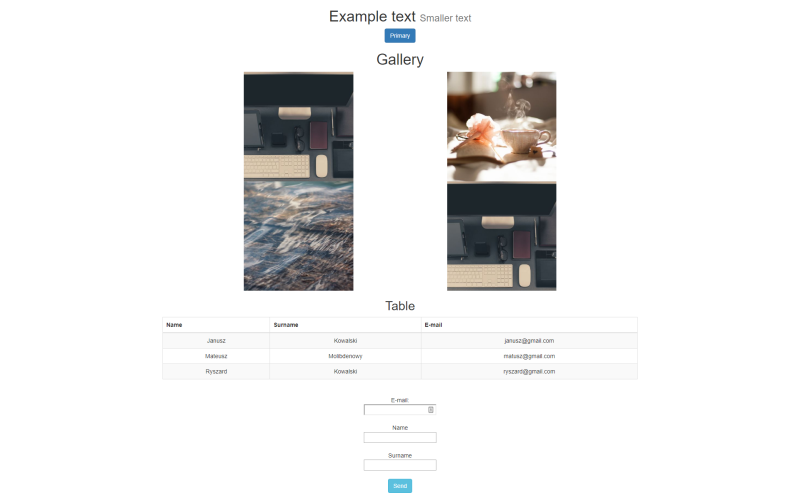 Example text Smaller text
Primary
Gallery
Table
Name Surname E-mail
Janusz Kowalski janusz@gmail.com
Mateusz Molibdenowy matusz@gmail.com
Ryszard Kowalski ryszard@gmail.com
E-mail:
Name
Surname
Send